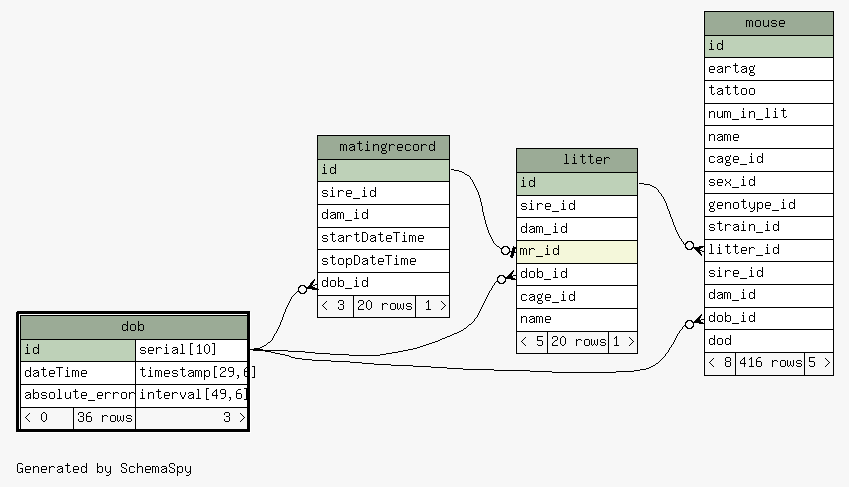 mouse
id
eartag
tattoo
num_in_lit
name
cage_id
sex_id
genotype_id
strain_id
litter_id
sire_id
dam_id
dob_id
dod
< 8 416 rows 5 >
matingrecord
id
sire_id
dam_id
startDateTime
stopDateTime
dob_id
< 3 20 rows 1 >
litter
id
sire_id
dam_id
mr_id
dob_id
cage_id
name
< 5 20 rows 1 >
dob
id serial[10]
dateTime timestamp[29,6]
absolute_error interval[49,6]
< 0 36 rows 3 >
Generated by SchemaSpy